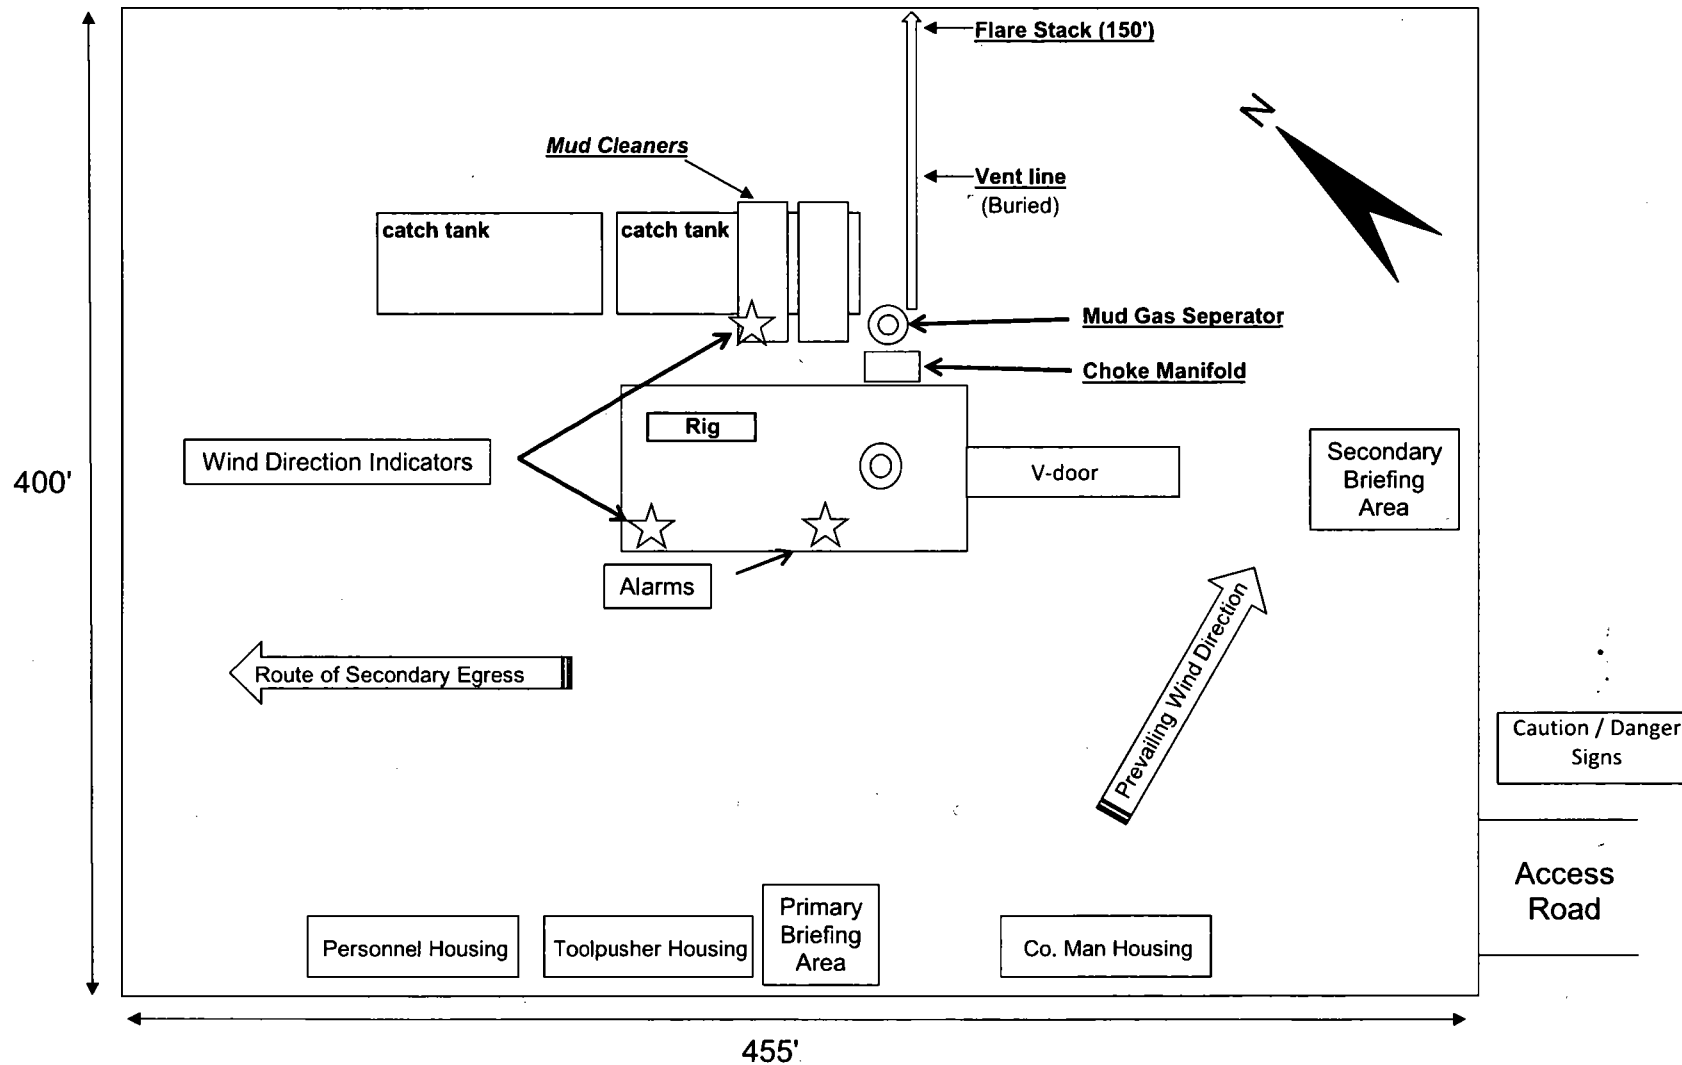 Flare Stack (150')
N
Mud Cleaners
Vent line
(Buried)
catch tank
catch tank
Mud Gas Seperator
Choke Manifold
Rig
Wind Direction Indicators
V-door
Secondary
Briefing
Area
400'
Alarms
Prevailing Wind Direction
Route of Secondary Egress
Caution / Danger
Signs
Access
Road
Primary
Briefing
Area
Personnel Housing
Toolpusher Housing
Co. Man Housing
455'